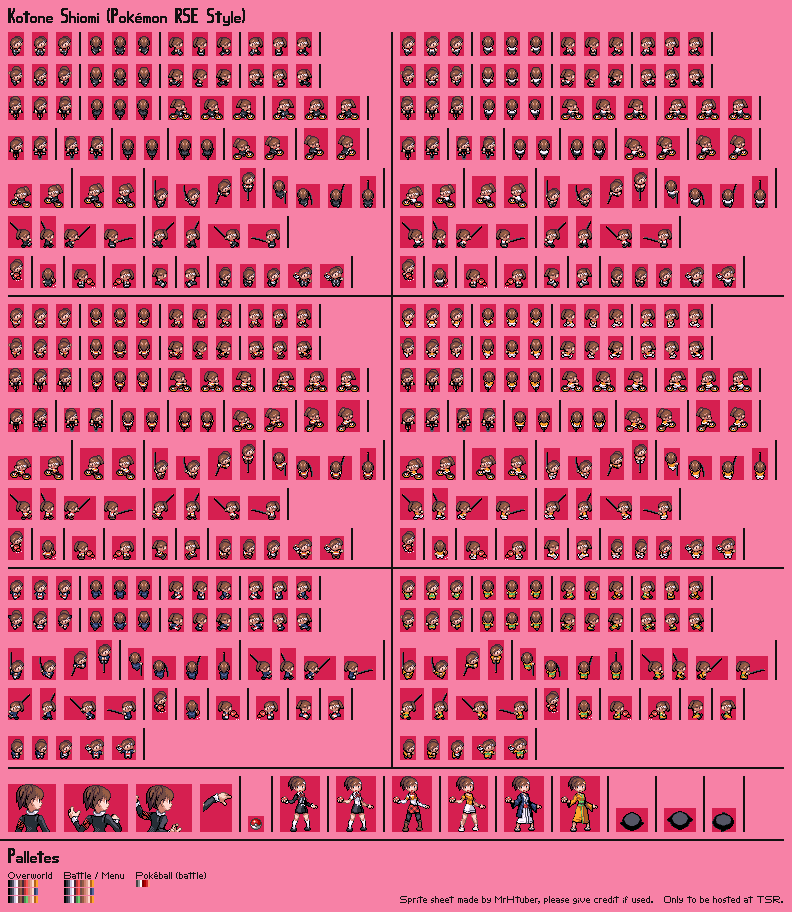 Kotone Shiomi (Pokémon RSE Style)
Palletes
Overworld Battle / Menu Pokéball (battle)
Sprite sheet made by MrHtuber, please give credit if used. Only to be hosted at TSR.